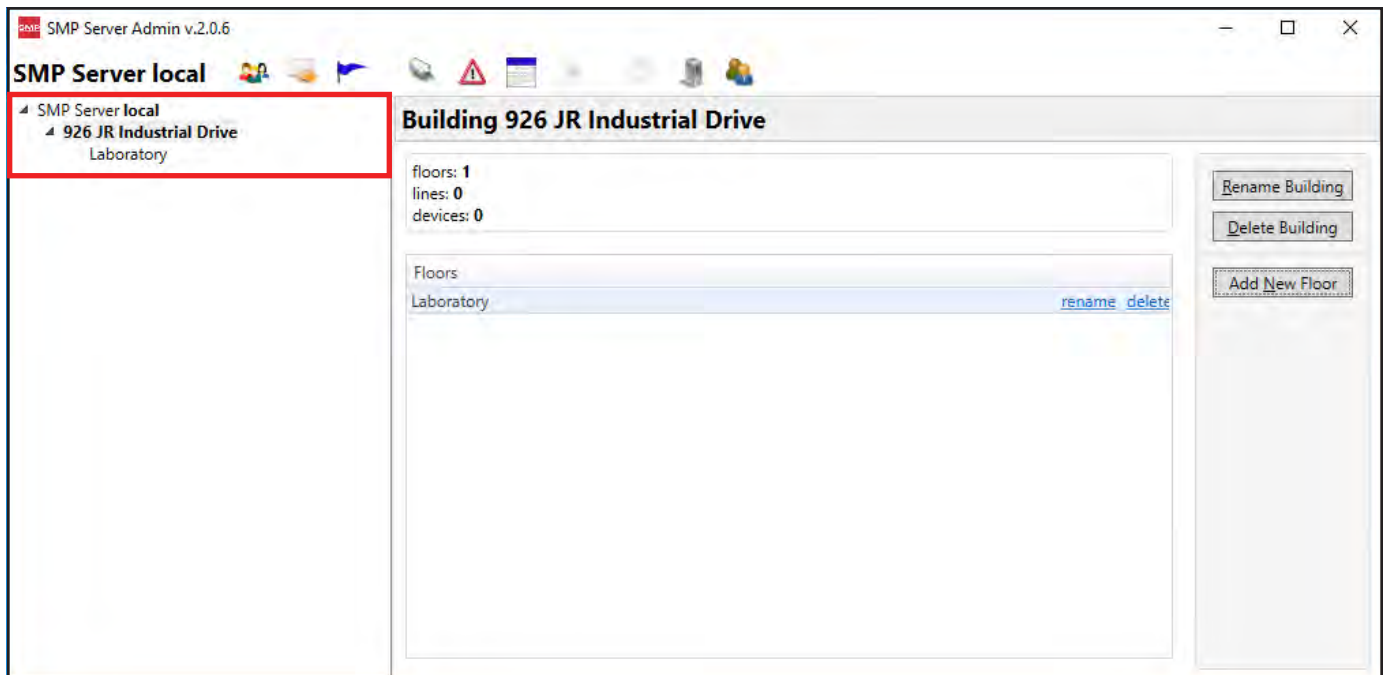 SMP SMP Server Admin v.2.0.6
SMP Server local
SMP Server local
926 JR Industrial Drive
Laboratory
Building 926 JR Industrial Drive
floors: 1
lines: 0
devices: 0
Floors
Laboratory rename delete
Rename Building
Delete Building
Add New Floor